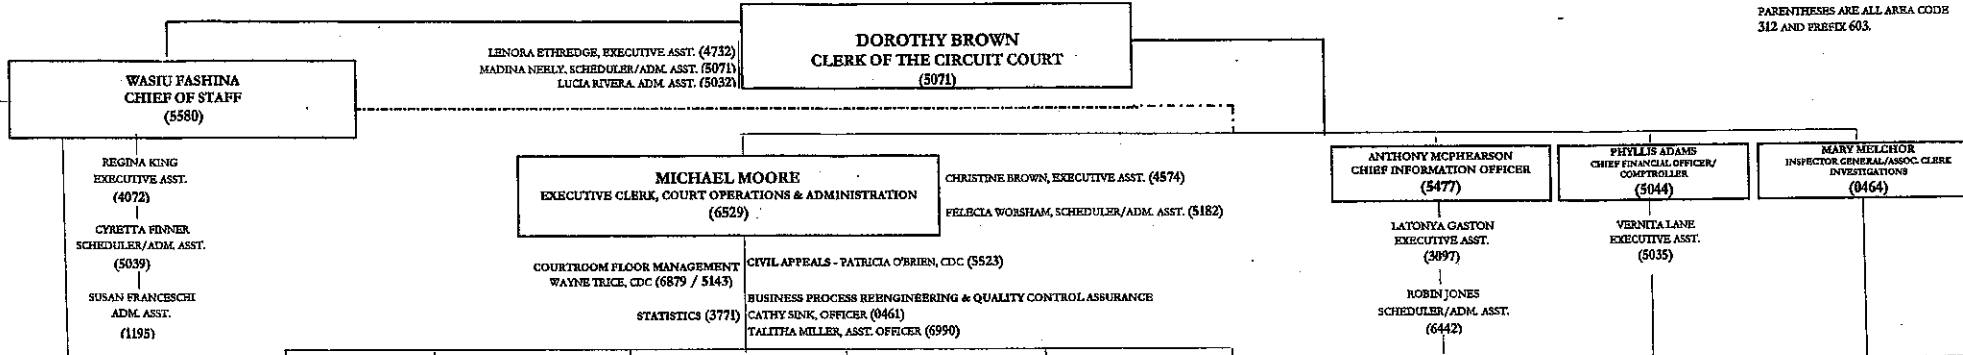 PARENTHESES ARE ALL AREA CODE
312 AND PREFIX 603.
DOROTHY BROWN
CLERK OF THE CIRCUIT COURT
(5071)
LENORA ETHREDGE, EXECUTIVE ASST. (4732)
MADINA NEELY, SCHEDULER/ADM. ASST. (5071)
LUCIA RIVERA. ADM. ASST. (5032)
WASIU FASHINA
CHIEF OF STAFF
(5580)
REGINA KING
EXECUTIVE ASST.
(4072)
CYRETTA FINNER
SCHEDULER/ADM. ASST.
(5039)
SUSAN FRANCESCHI
ADM. ASST.
(1195)
MICHAEL MOORE
EXECUTIVE CLERK, COURT OPERATIONS & ADMINISTRATION
(6529)
CHRISTINE BROWN, EXECUTIVE ASST. (4574)
FELECIA WORSHAM, SCHEDULER/ADM. ASST. (5182)
COURTROOM FLOOR MANAGEMENT
WAYNE TRICE, CDC (6879 / 5143)
STATISTICS (3771)
CIVIL APPEALS - PATRICIA O'BRIEN, CDC (5523)
BUSINESS PROCESS REENGINEERING & QUALITY CONTROL ASSURANCE
CATHY SINK, OFFICER (0461)
TALITHA MILLER, ASST. OFFICER (6990)
ANTHONY MCPHEARSON
CHIEF INFORMATION OFFICER
(5477)
LATONYA GASTON
EXECUTIVE ASST.
(3097)
ROBIN JONES
SCHEDULER/ADM. ASST.
(6442)
PHYLLIS ADAMS
CHIEF FINANCIAL OFFICER/
COMPTROLLER
(5044)
VERNITA LANE
EXECUTIVE ASST.
(5035)
MARY MELCHOR
INSPECTOR GENERAL/ASSOC. CLERK
INVESTIGATIONS
(0464)